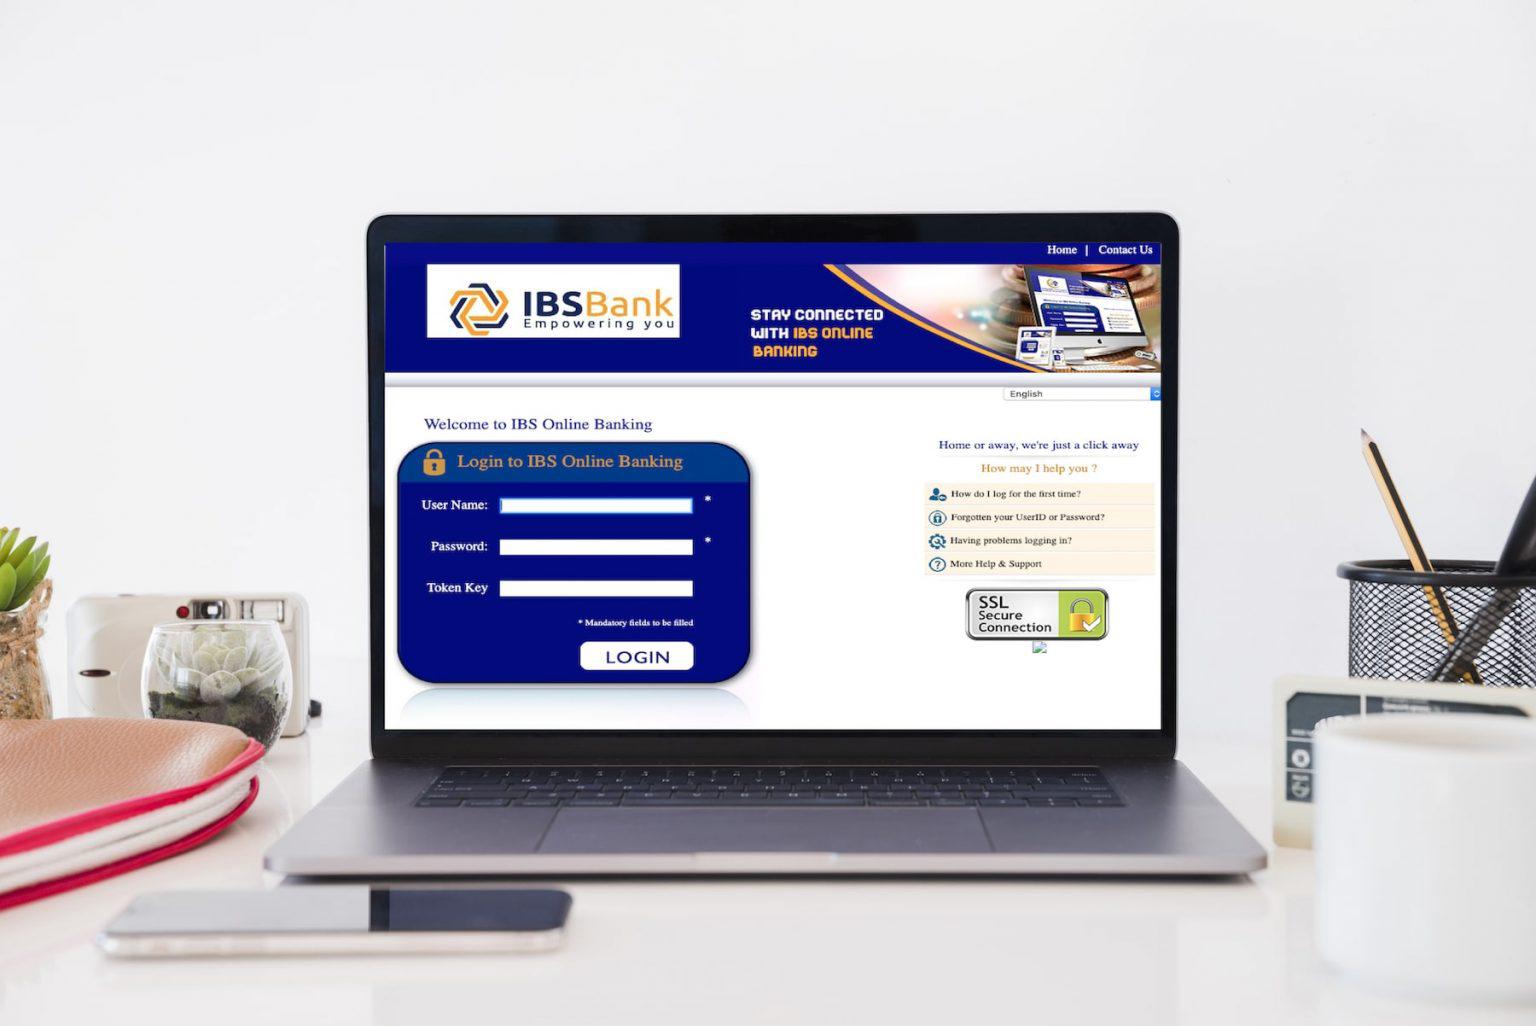 Home | Contact Us
IBSBank
Empowering you
STAY CONNECTED
WITH IBS ONLINE
BANKING
English
Welcome to IBS Online Banking
Login to IBS Online Banking
User Name: *
Password: *
Token Key
* Mandatory fields to be filled
LOGIN
Home or away, we're just a click away
How may I help you ?
How do I log for the first time?
Forgotten your UserID or Password?
Having problems logging in?
More Help & Support
SSL
Secure
Connection